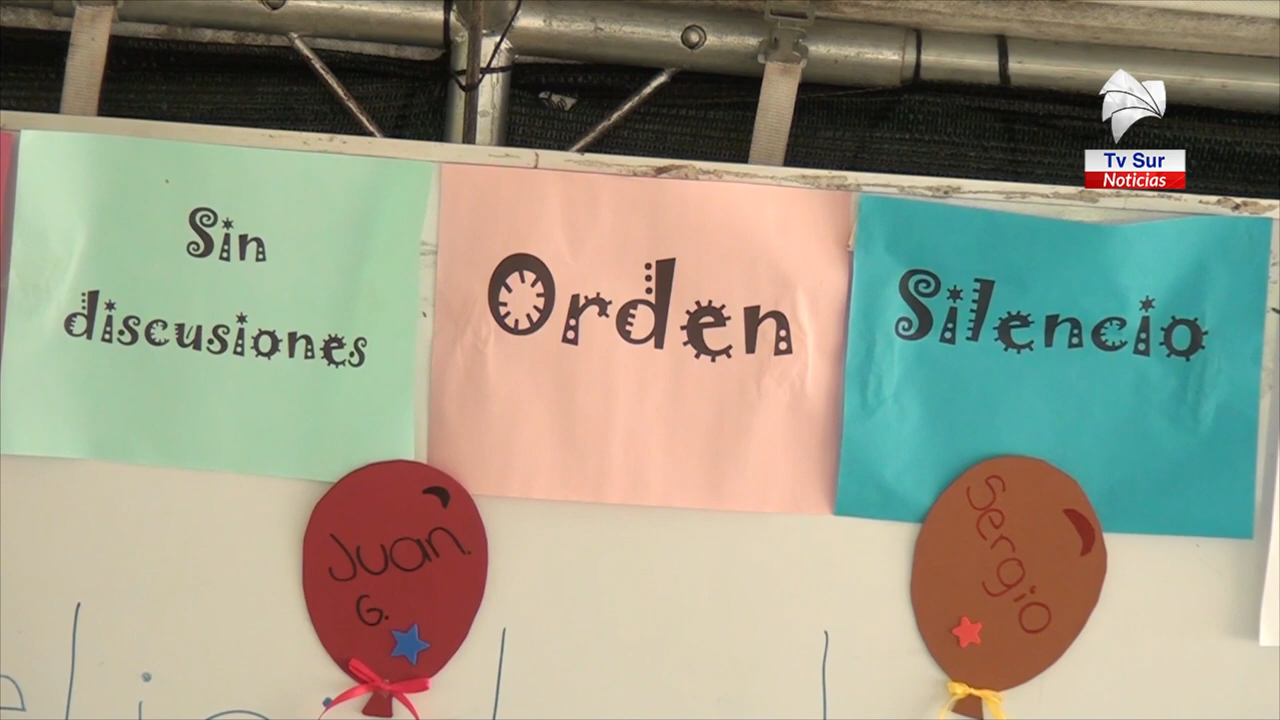 Tv Sur
Noticias
Sin
discusiones
Orden
Silencio
Juan
G.
Sergio